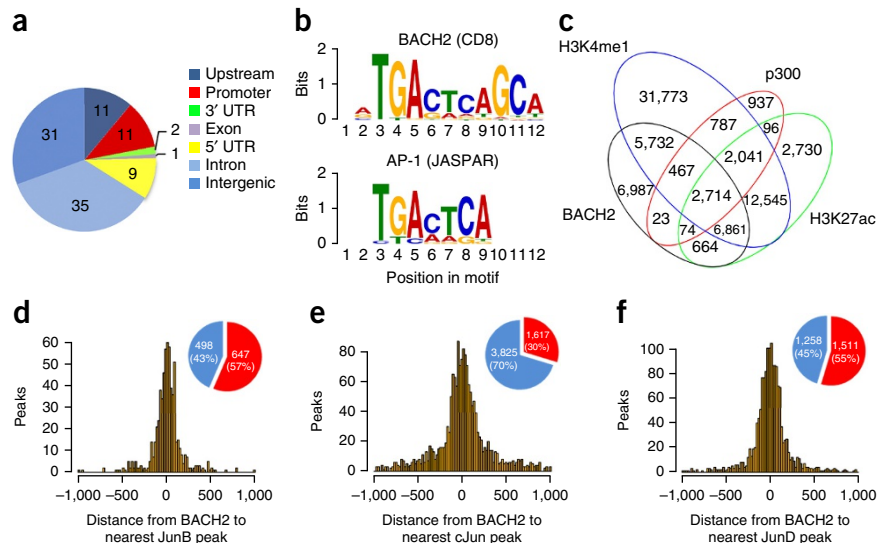 a
11
11
2
1
9
35
31
Upstream
Promoter
3′ UTR
Exon
5′ UTR
Intron
Intergenic
b
BACH2 (CD8)
2
1
0
Bits
A TGACTCAGCA
1 2 3 4 5 6 7 8 9 10 11 12
AP-1 (JASPAR)
2
1
0
Bits
TGACTCA
1 2 3 4 5 6 7 8 9 10 11 12
Position in motif
c
H3K4me1
p300
31,773
937
787
96
5,732
2,041
2,730
467
6,987
2,714
12,545
BACH2
23
H3K27ac
74
6,861
664
d
60
50
40
30
20
10
0
Peaks
498
(43%)
647
(57%)
−1,000 −500 0 500 1,000
Distance from BACH2 to
nearest JunB peak
e
80
60
40
20
0
Peaks
1,617
(30%)
3,825
(70%)
−1,000 −500 0 500 1,000
Distance from BACH2 to
nearest cJun peak
f
100
80
60
40
20
0
Peaks
1,258
(45%)
1,511
(55%)
−1,000 −500 0 500 1,000
Distance from BACH2 to
nearest JunD peak